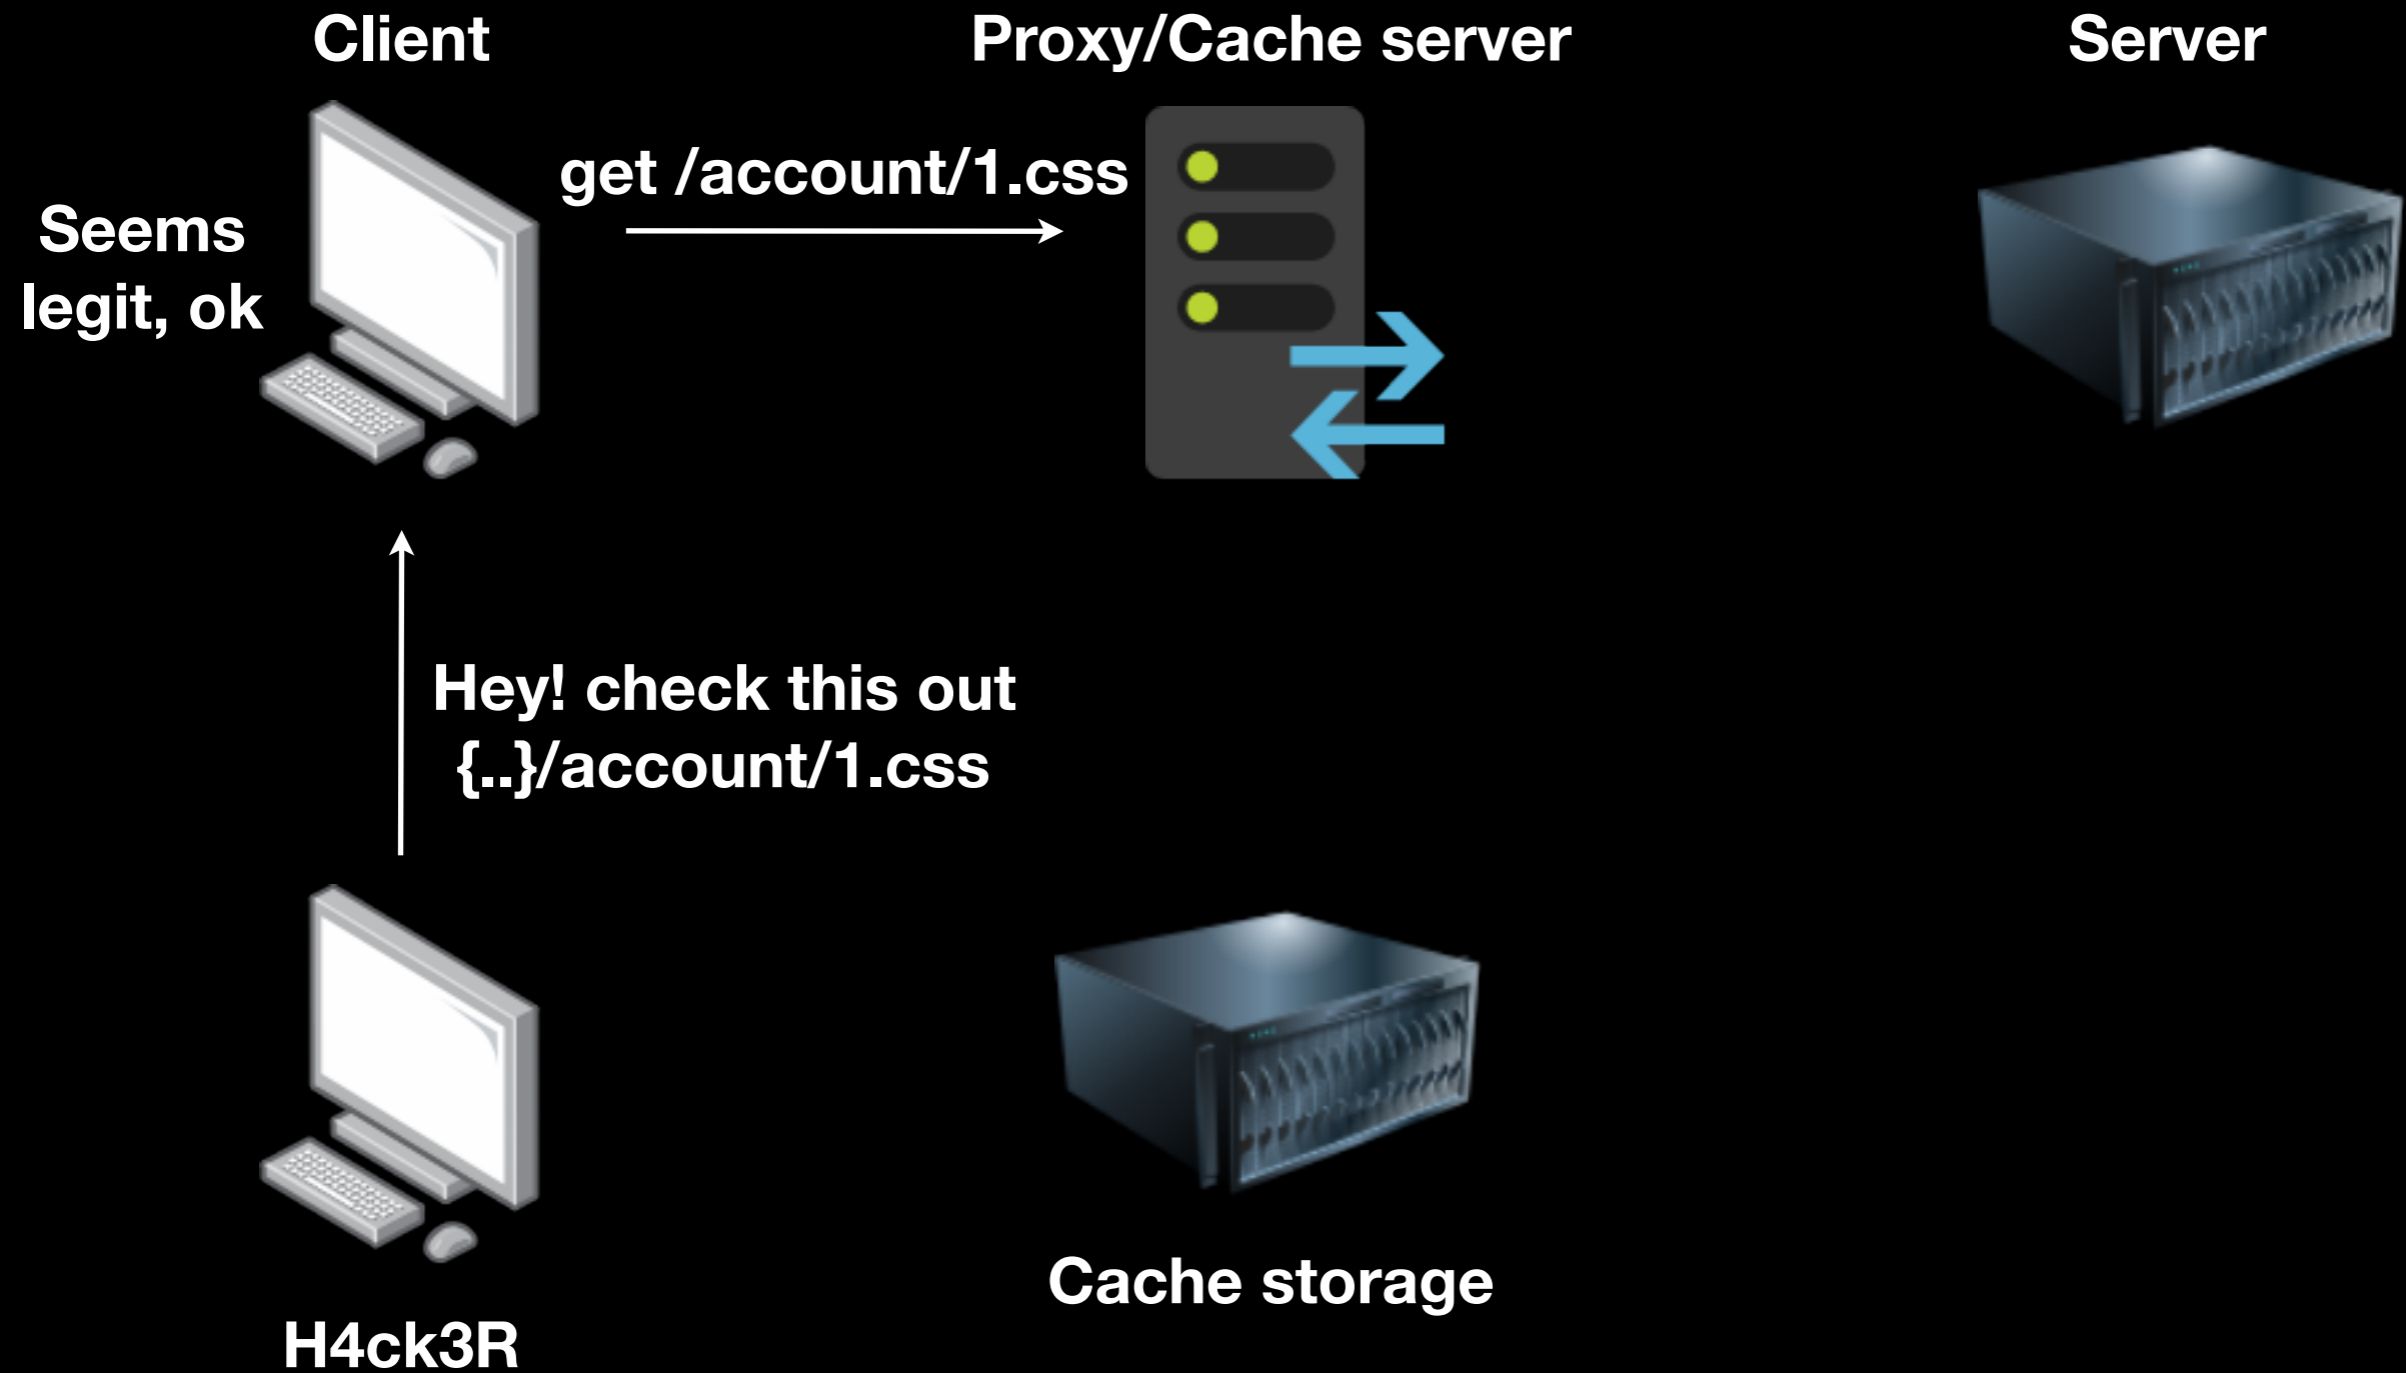 Client
Proxy/Cache server
Server
get /account/1.css
Seems
legit, ok
Hey! check this out
{..}/account/1.css
Cache storage
H4ck3R